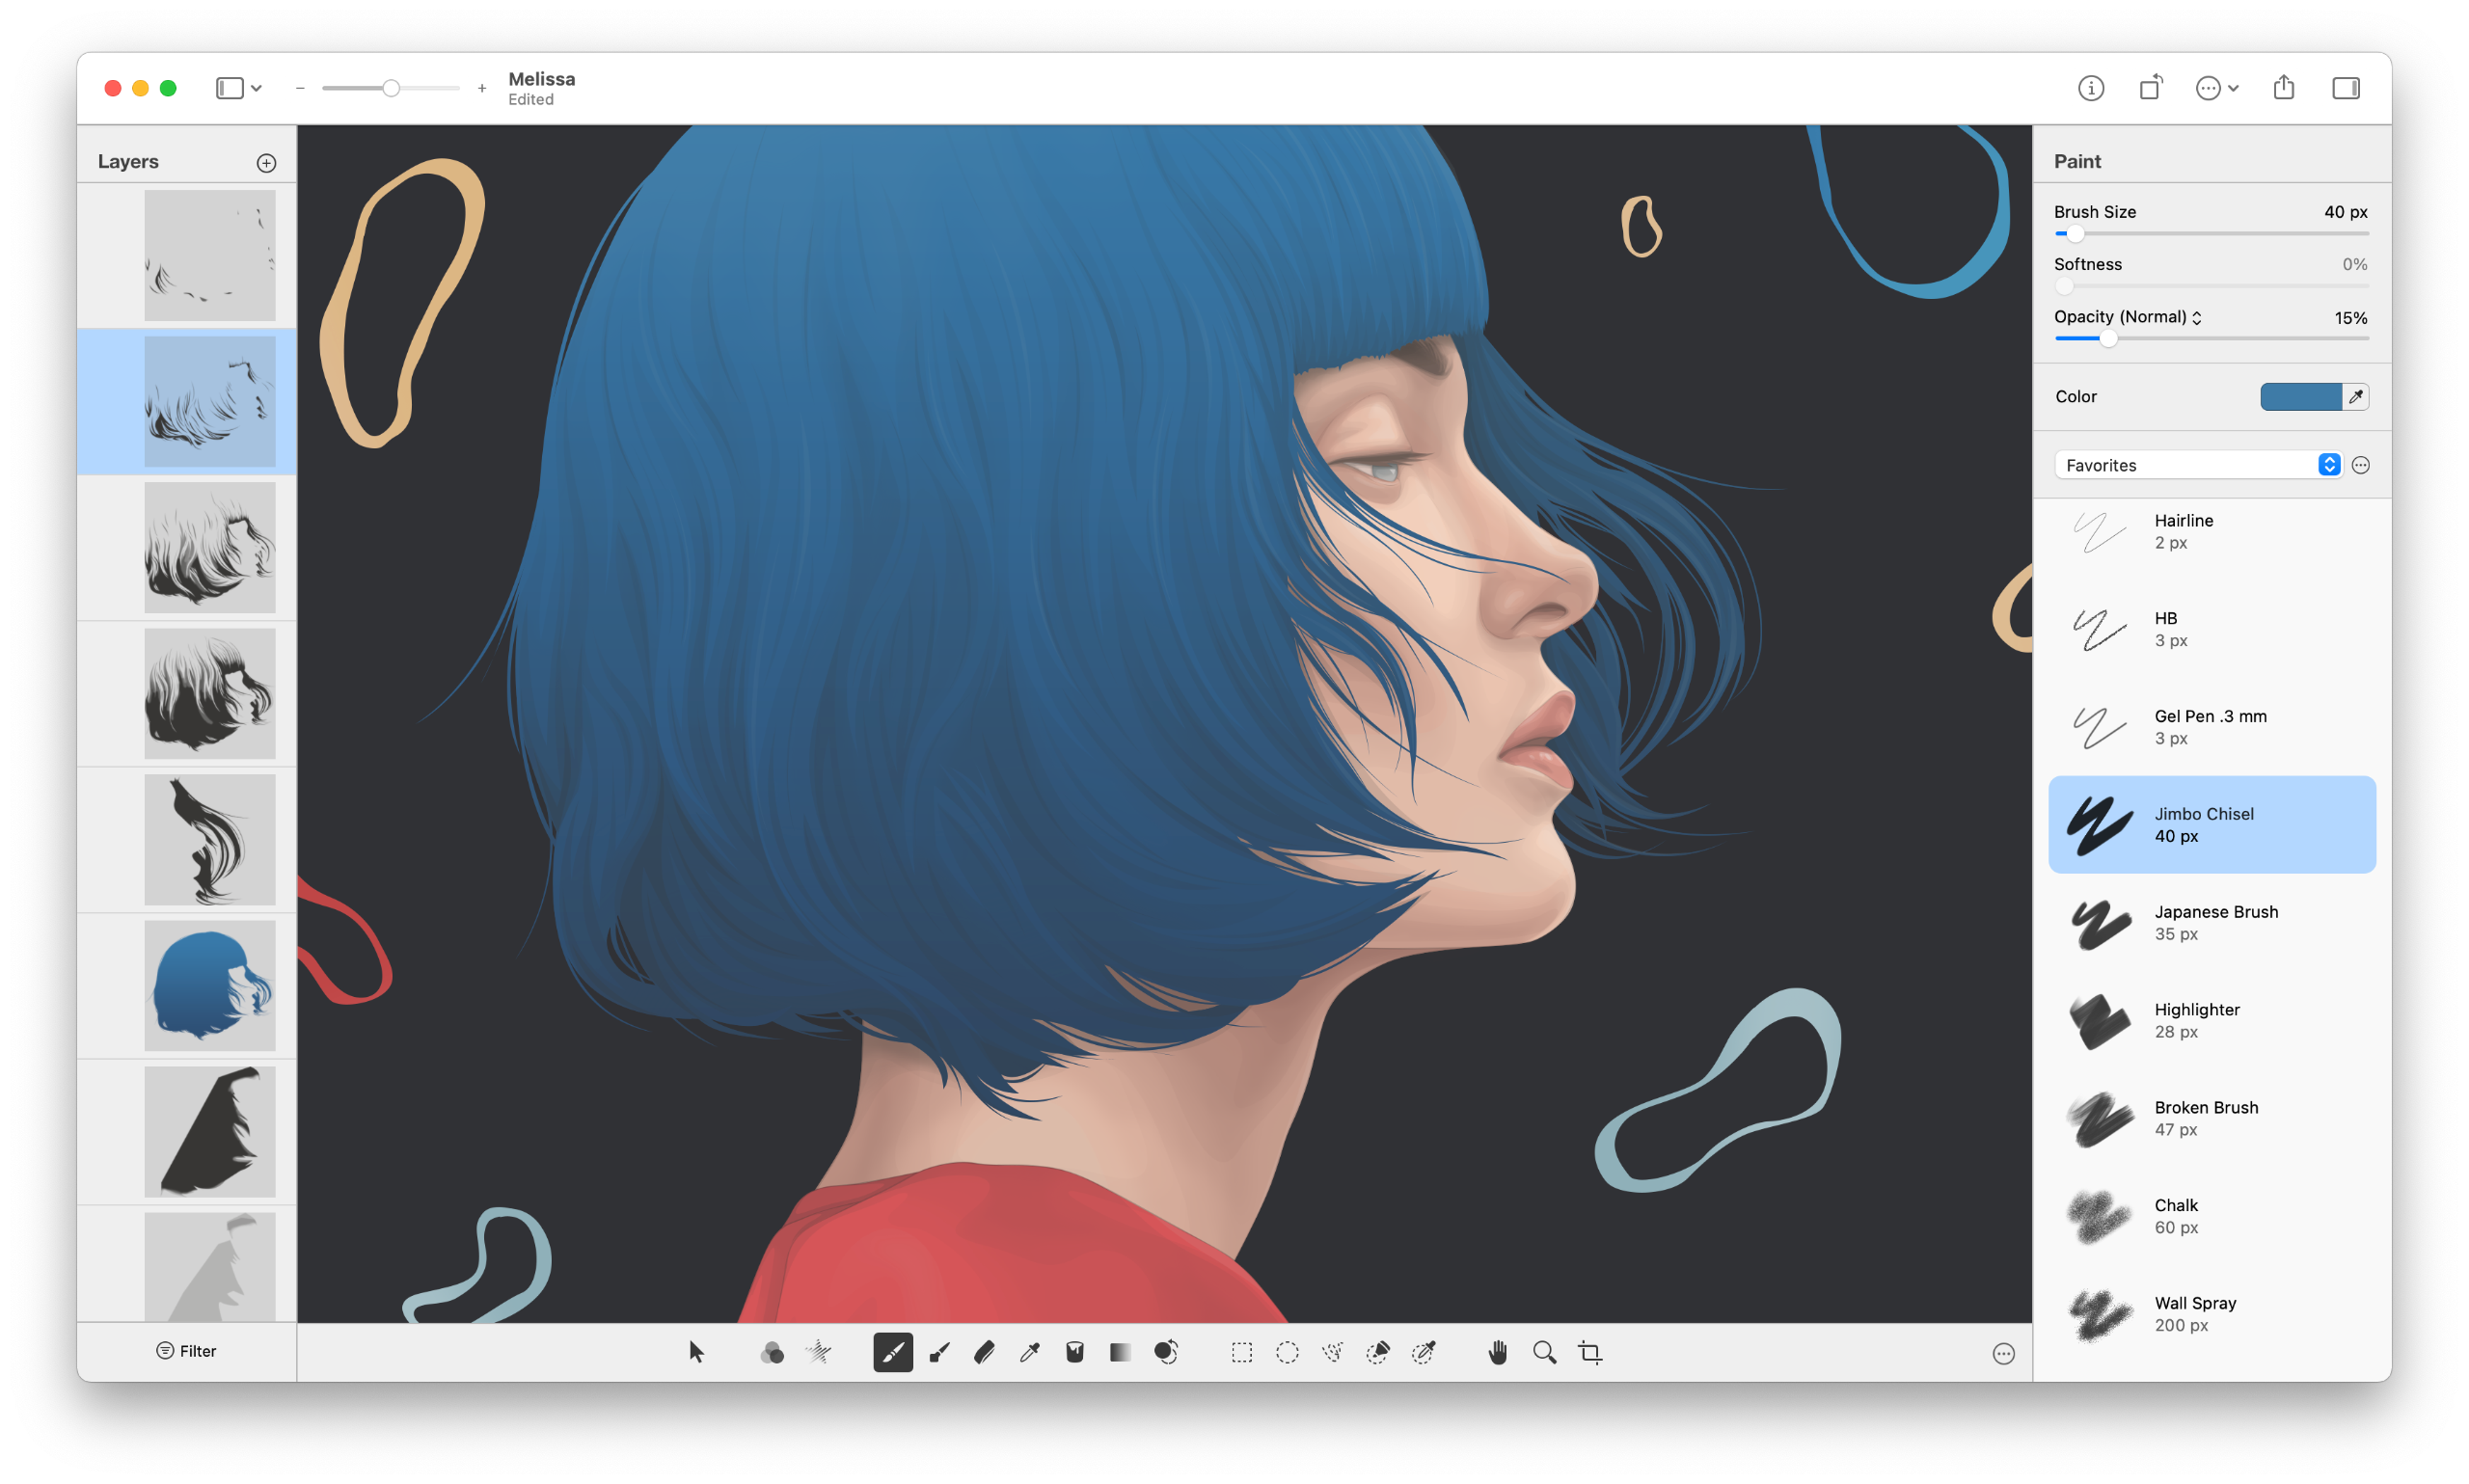 Melissa
Edited
Layers
Filter
Paint
Brush Size 40 px
Softness 0%
Opacity (Normal) 15%
Color
Favorites
Hairline
2 px
HB
3 px
Gel Pen .3 mm
3 px
Jimbo Chisel
40 px
Japanese Brush
35 px
Highlighter
28 px
Broken Brush
47 px
Chalk
60 px
Wall Spray
200 px